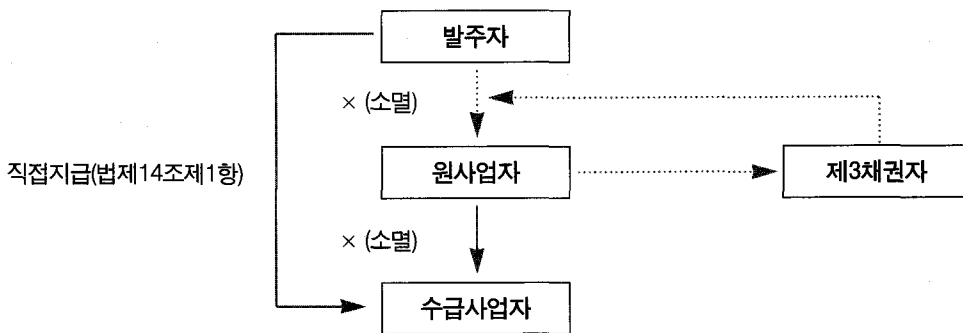 발주자
× (소멸)
직접지급(법제14조제1항)
원사업자
제3채권자
× (소멸)
수급사업자